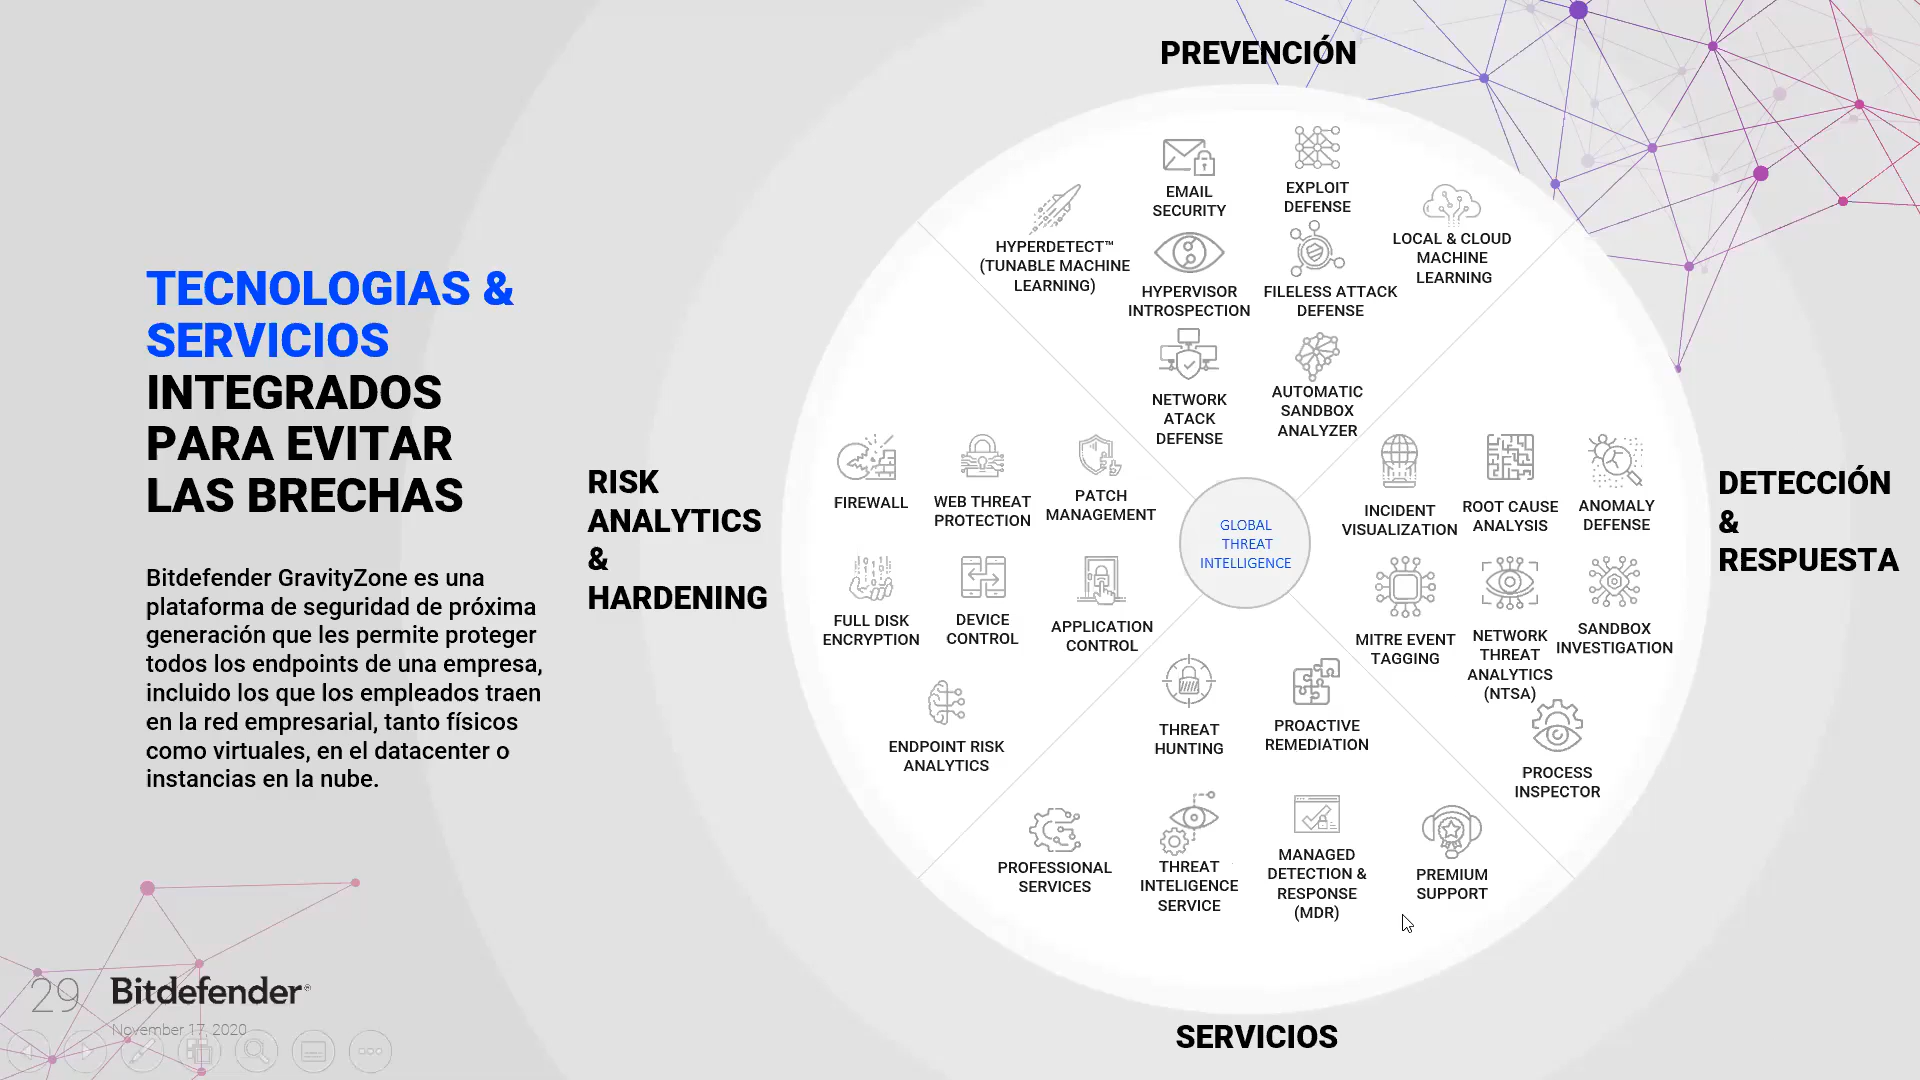 TECNOLOGIAS &
SERVICIOS
INTEGRADOS
PARA EVITAR
LAS BRECHAS
Bitdefender GravityZone es una
plataforma de seguridad de próxima
generación que les permite proteger
todos los endpoints de una empresa,
incluido los que los empleados traen
en la red empresarial, tanto físicos
como virtuales, en el datacenter o
instancias en la nube.
PREVENCIÓN
EMAIL
SECURITY
EXPLOIT
DEFENSE
HYPERDETECT™
(TUNABLE MACHINE
LEARNING)
LOCAL & CLOUD
MACHINE
LEARNING
HYPERVISOR
INTROSPECTION
FILELESS ATTACK
DEFENSE
NETWORK
ATACK
DEFENSE
AUTOMATIC
SANDBOX
ANALYZER
RISK
ANALYTICS
&
HARDENING
FIREWALL
WEB THREAT
PROTECTION
PATCH
MANAGEMENT
FULL DISK
ENCRYPTION
DEVICE
CONTROL
APPLICATION
CONTROL
ENDPOINT RISK
ANALYTICS
GLOBAL
THREAT
INTELLIGENCE
DETECCIÓN
&
RESPUESTA
INCIDENT
VISUALIZATION
ROOT CAUSE
ANALYSIS
ANOMALY
DEFENSE
MITRE EVENT
TAGGING
NETWORK
THREAT
ANALYTICS
(NTSA)
SANDBOX
INVESTIGATION
PROCESS
INSPECTOR
THREAT
HUNTING
PROACTIVE
REMEDIATION
PROFESSIONAL
SERVICES
THREAT
INTELIGENCE
SERVICE
MANAGED
DETECTION &
RESPONSE
(MDR)
PREMIUM
SUPPORT
SERVICIOS
29
Bitdefender®
November 17, 2020